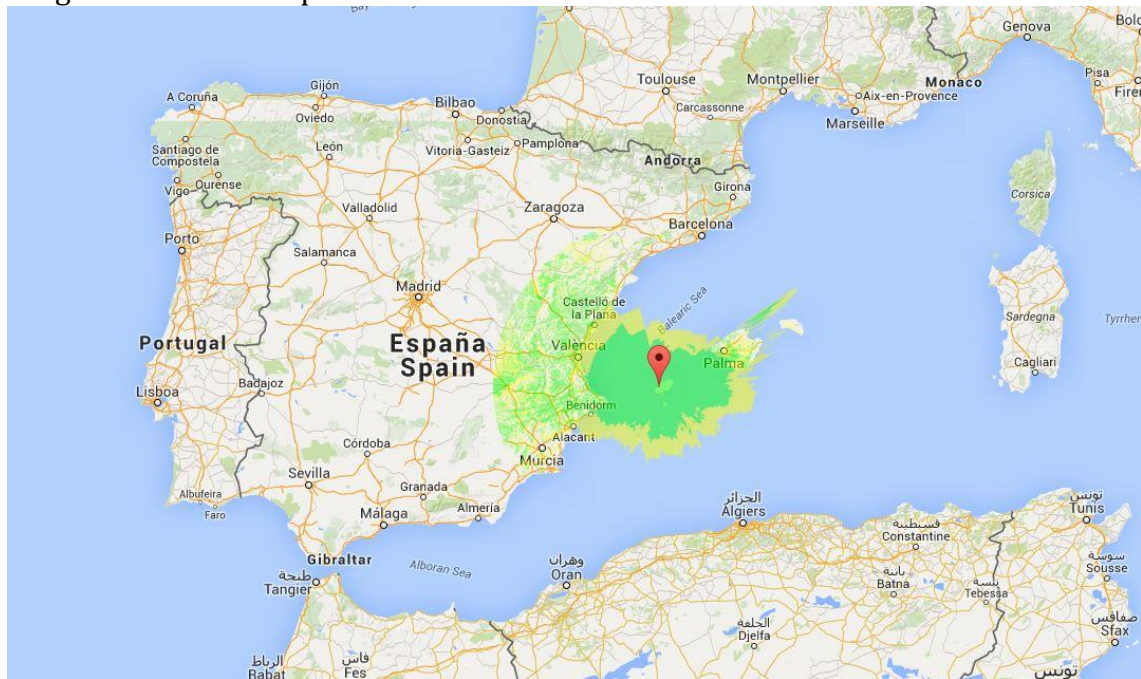 Genova
Toulouse
Montpellier
Monaco
Pisa
Aix-en-Provence
A Coruña
Gijón
Bilbao
Carcassonne
Oviedo
Donostia
Marseille
Santiago de
Compostela
León
Vitoria-Gasteiz
Pamplona
Andorra
Vigo
Ourense
Girona
Corsica
Valladolid
Zaragoza
Barcelona
Porto
Salamanca
Madrid
Castelló de
la Plana
Balearic Sea
Sardegna
Portugal
España
Spain
València
Palma
Cagliari
Lisboa
Badajoz
Benidorm
Alacant
Córdoba
Murcia
Sevilla
Granada
Albufeira
Faro
Málaga
Almería
الجزائر
Algiers
تونس
Tunis
قسنطينة
Constantine
Gibraltar
Alboran Sea
وهران
Oran
سوسة
Sousse
طنجة
Tangier
باتنة
Batna
تبسة
Tebessa
صفاقس
Sfax
الجلفة
Djelfa
الرباط
Rabat
فاس
Fes
تونس